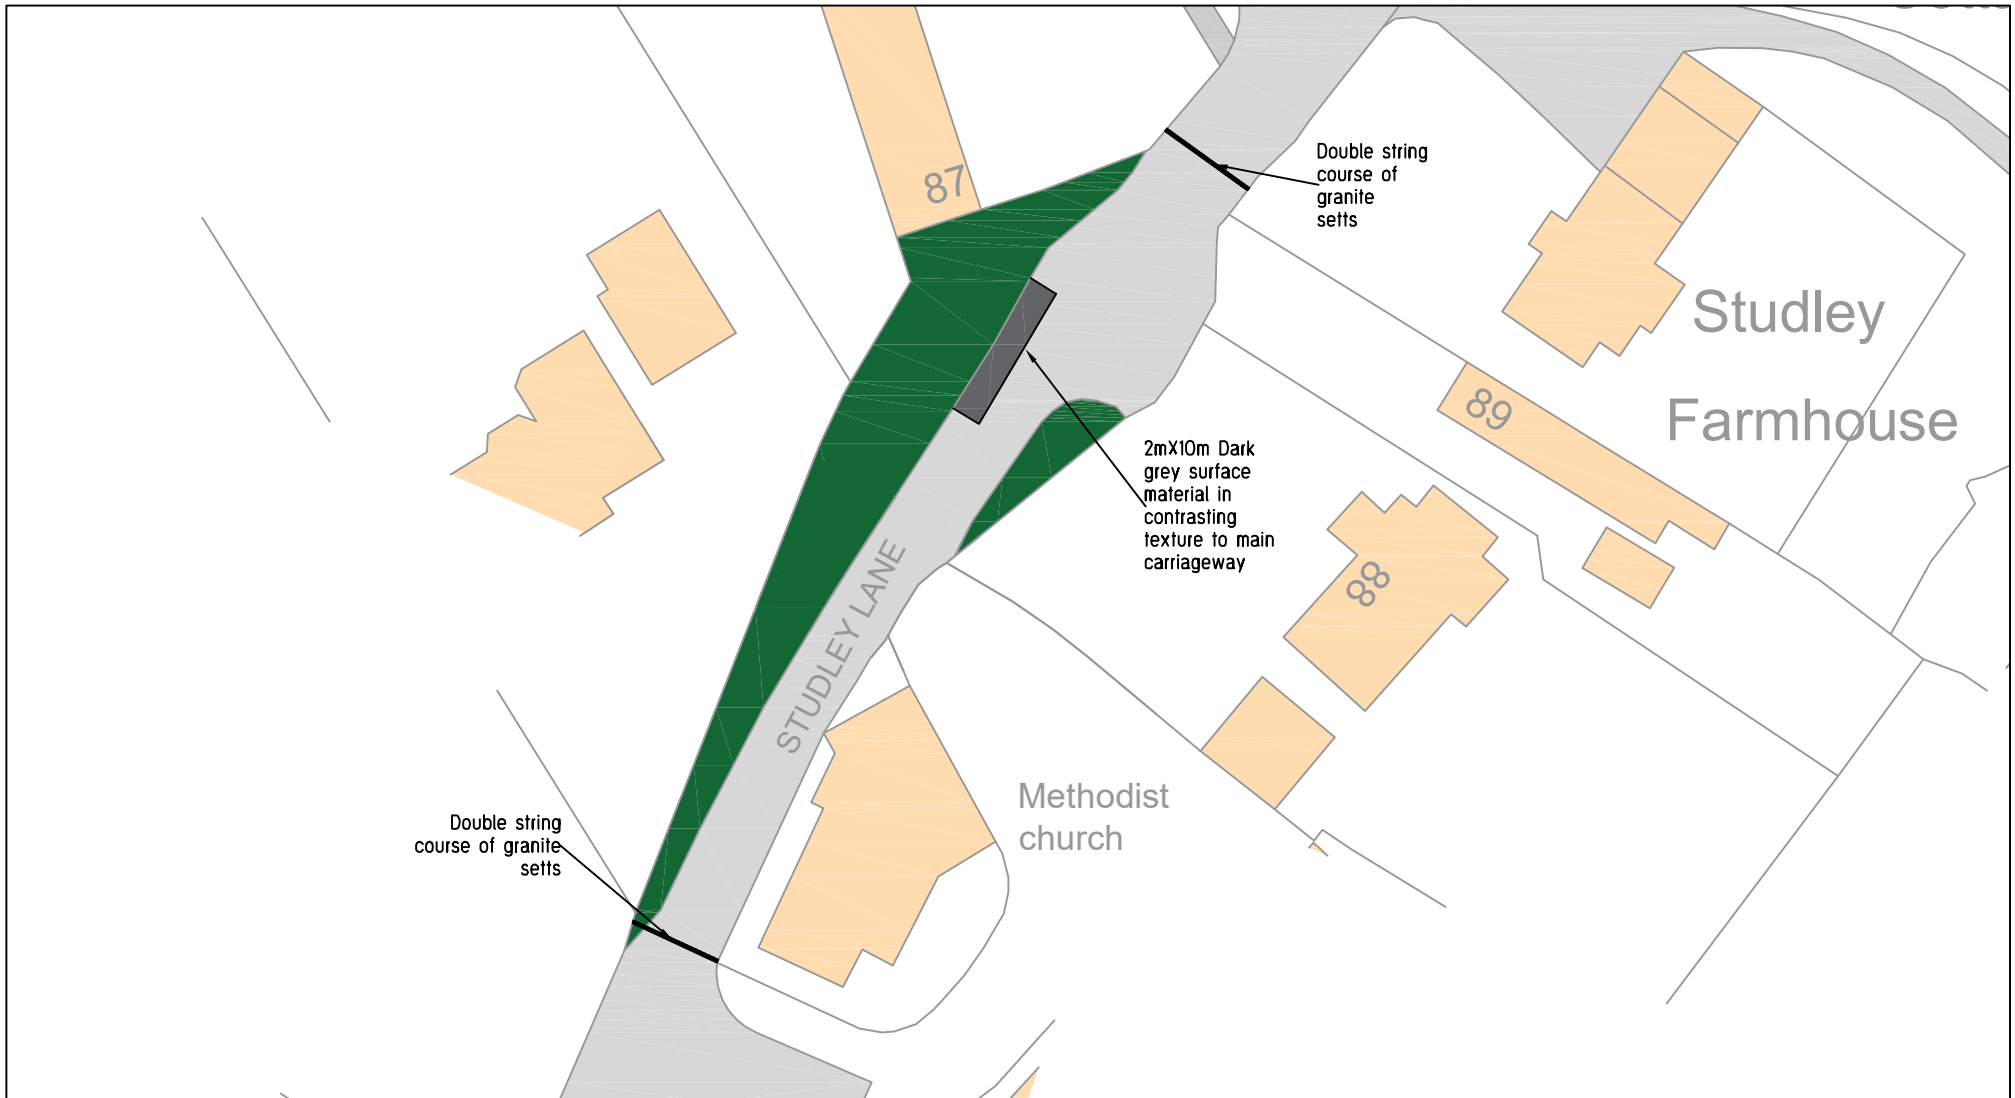 87
Double string
course of
granite
setts
Studley
Farmhouse
89
2mX10m Dark
grey surface
material in
contrasting
texture to main
carriageway
88
STUDLEY LANE
Methodist
church
Double string
course of granite
setts